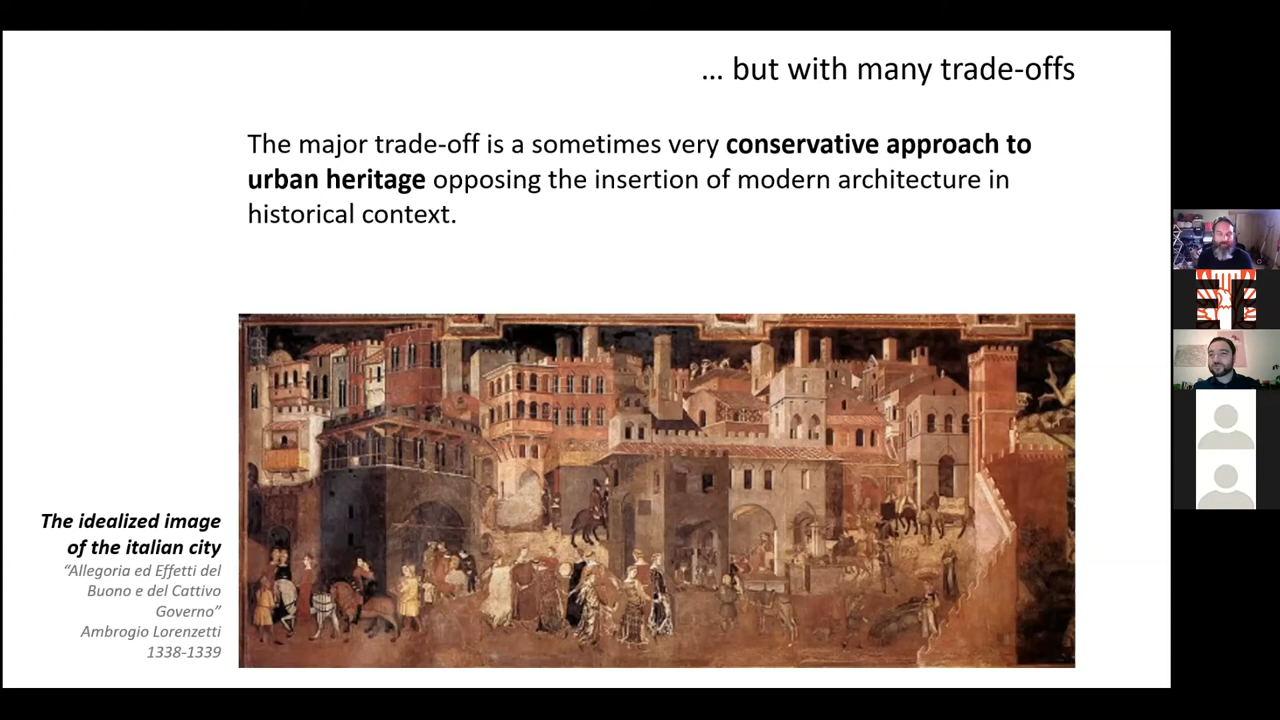 ... but with many trade-offs
The major trade-off is a sometimes very conservative approach to
urban heritage opposing the insertion of modern architecture in
historical context.
The idealized image
of the italian city
“Allegoria ed Effetti del
Buono e del Cattivo
Governo”
Ambrogio Lorenzetti
1338-1339